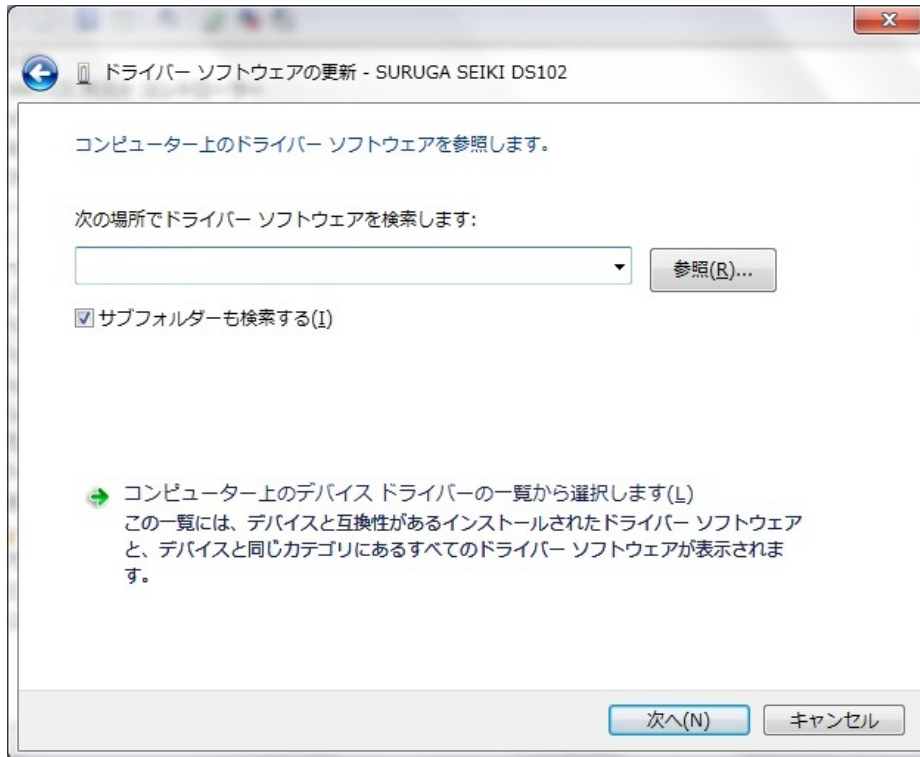 ドライバー ソフトウェアの更新 - SURUGA SEIKI DS102
コンピューター上のドライバー ソフトウェアを参照します。
次の場所でドライバー ソフトウェアを検索します:
参照(R)...
サブフォルダーも検索する(I)
コンピューター上のデバイス ドライバーの一覧から選択します(L)
この一覧には、デバイスと互換性があるインストールされたドライバー ソフトウェア
と、デバイスと同じカテゴリにあるすべてのドライバー ソフトウェアが表示されま
す。
次へ(N)
キャンセル